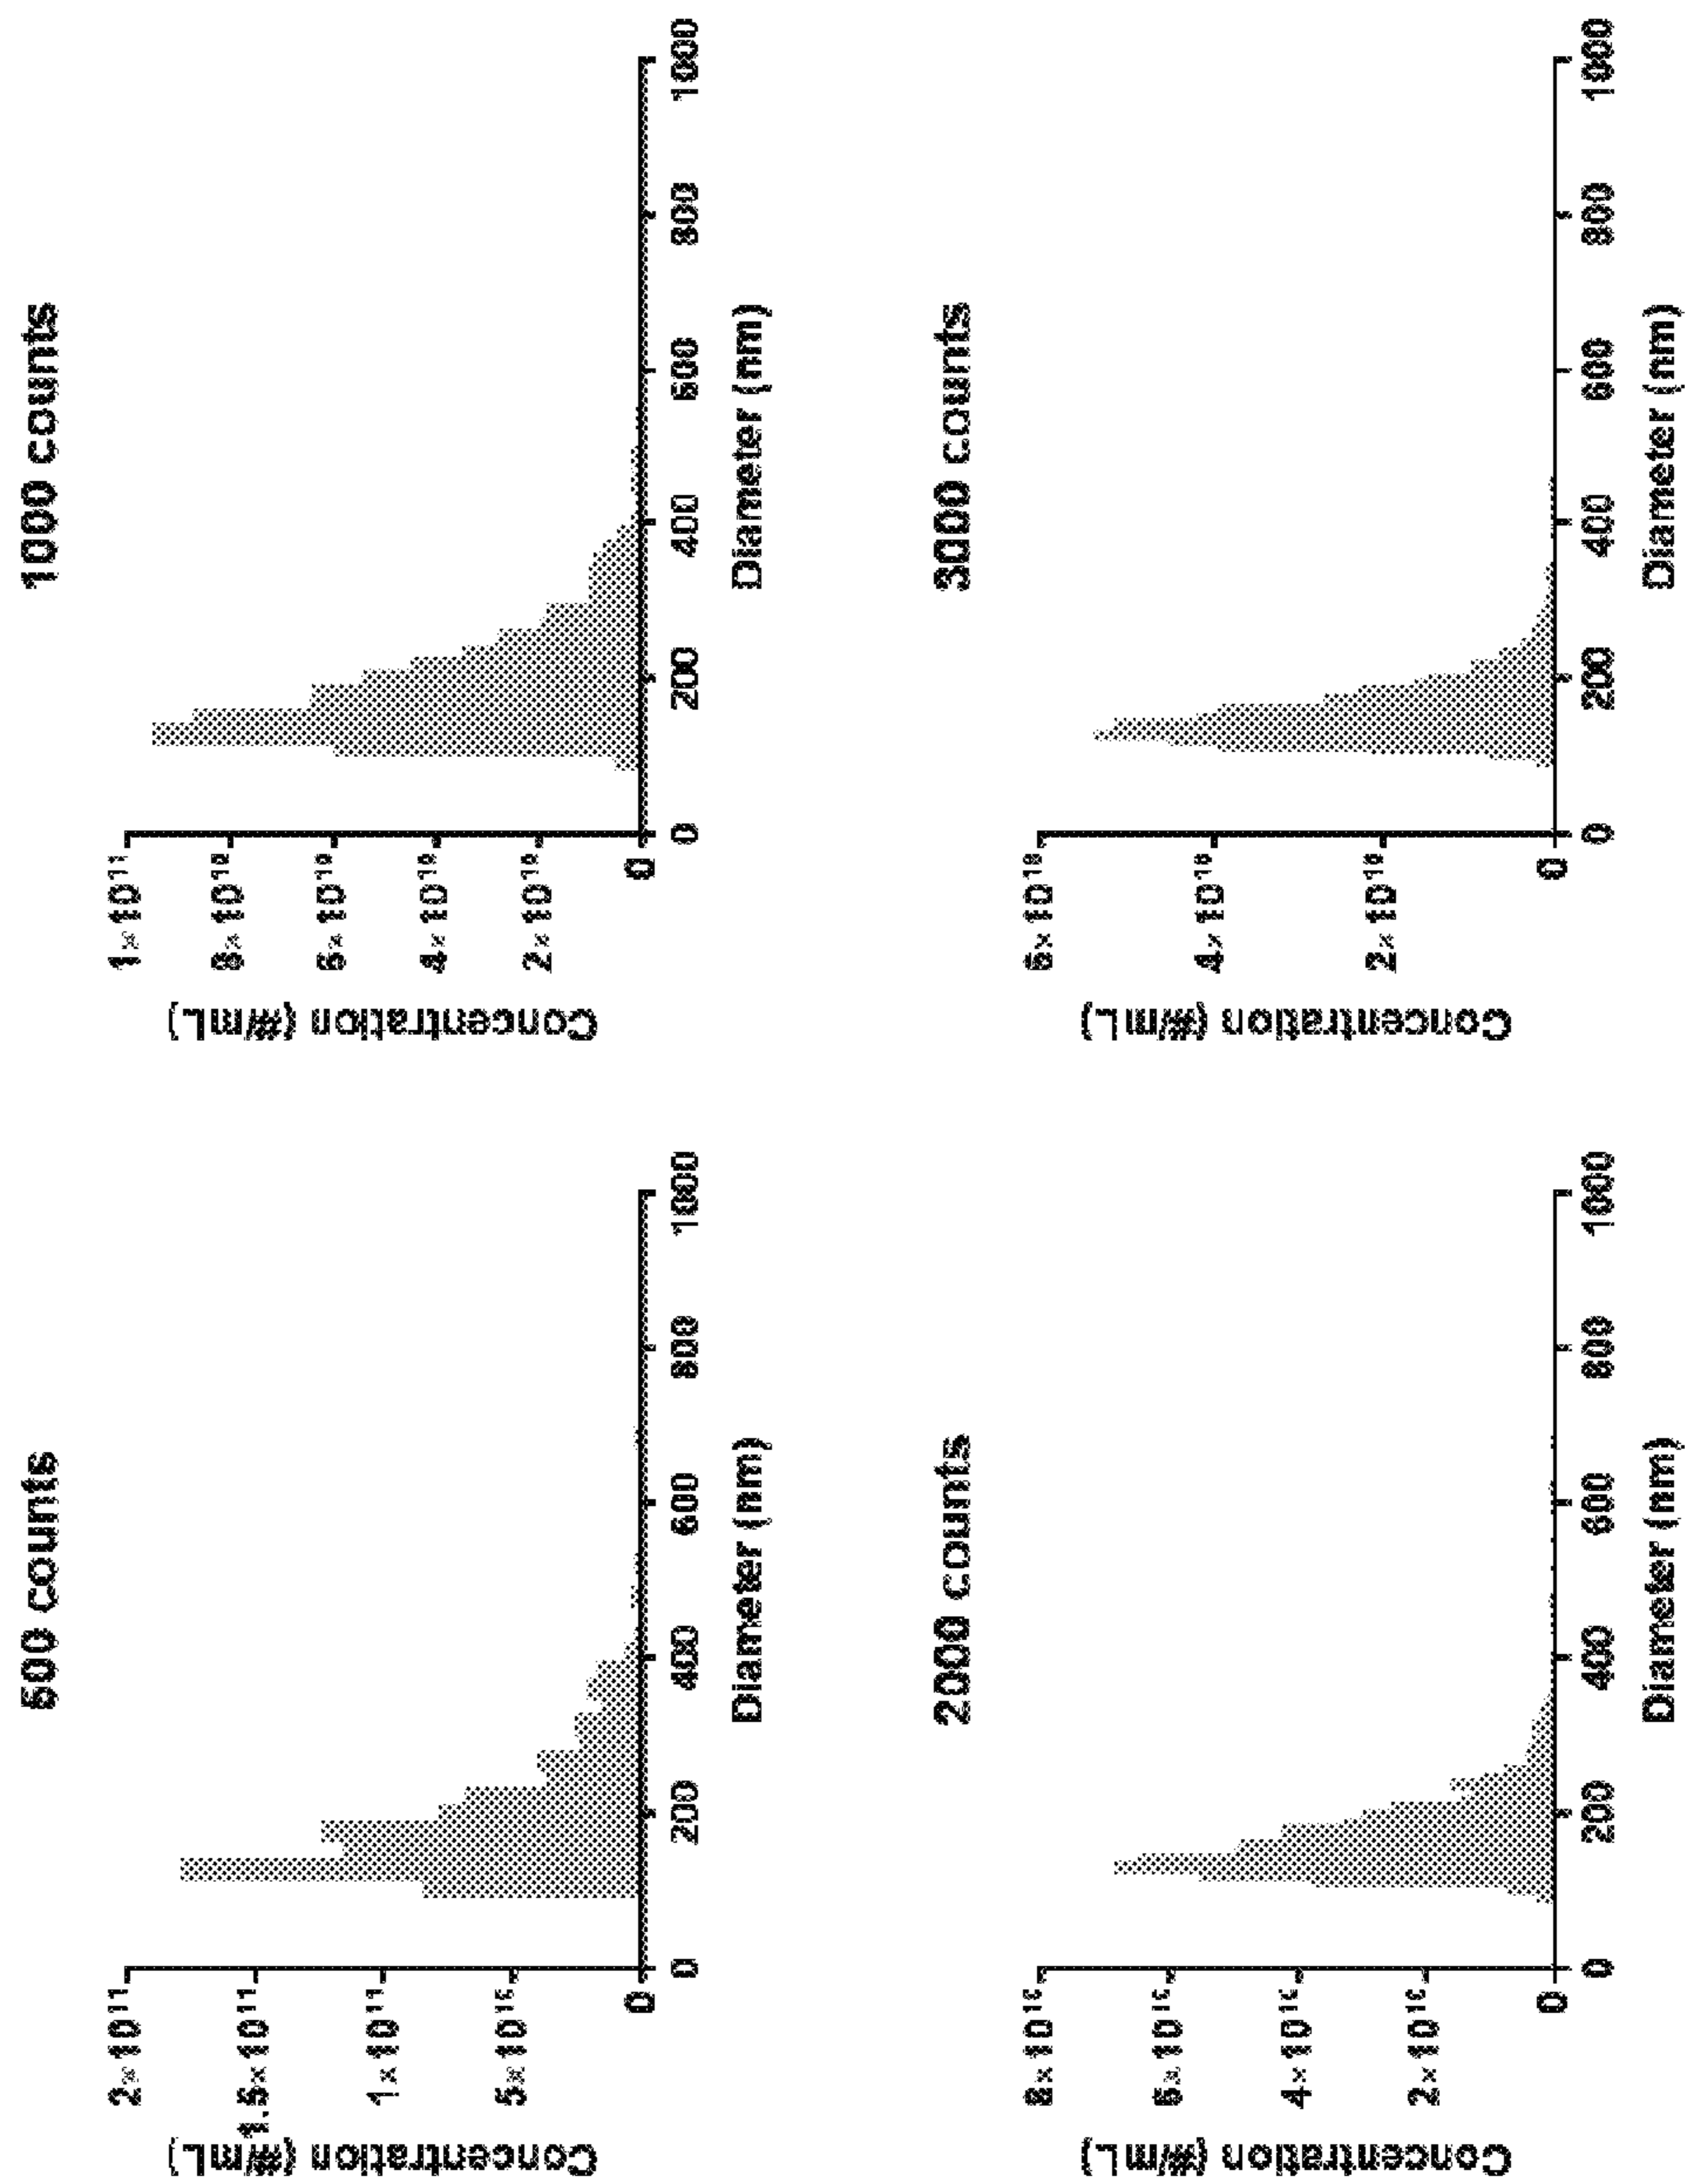 500 counts
Concentration (#/mL)
2×10¹¹
1.5×10¹¹
1×10¹¹
5×10¹⁰
0
0 200 400 600 800 1000
Diameter (nm)
1000 counts
Concentration (#/mL)
1×10¹¹
8×10¹⁰
6×10¹⁰
4×10¹⁰
2×10¹⁰
0
0 200 400 600 800 1000
Diameter (nm)
2000 counts
Concentration (#/mL)
8×10¹⁰
6×10¹⁰
4×10¹⁰
2×10¹⁰
0
0 200 400 600 800 1000
Diameter (nm)
3000 counts
Concentration (#/mL)
6×10¹⁰
4×10¹⁰
2×10¹⁰
0
0 200 400 600 800 1000
Diameter (nm)